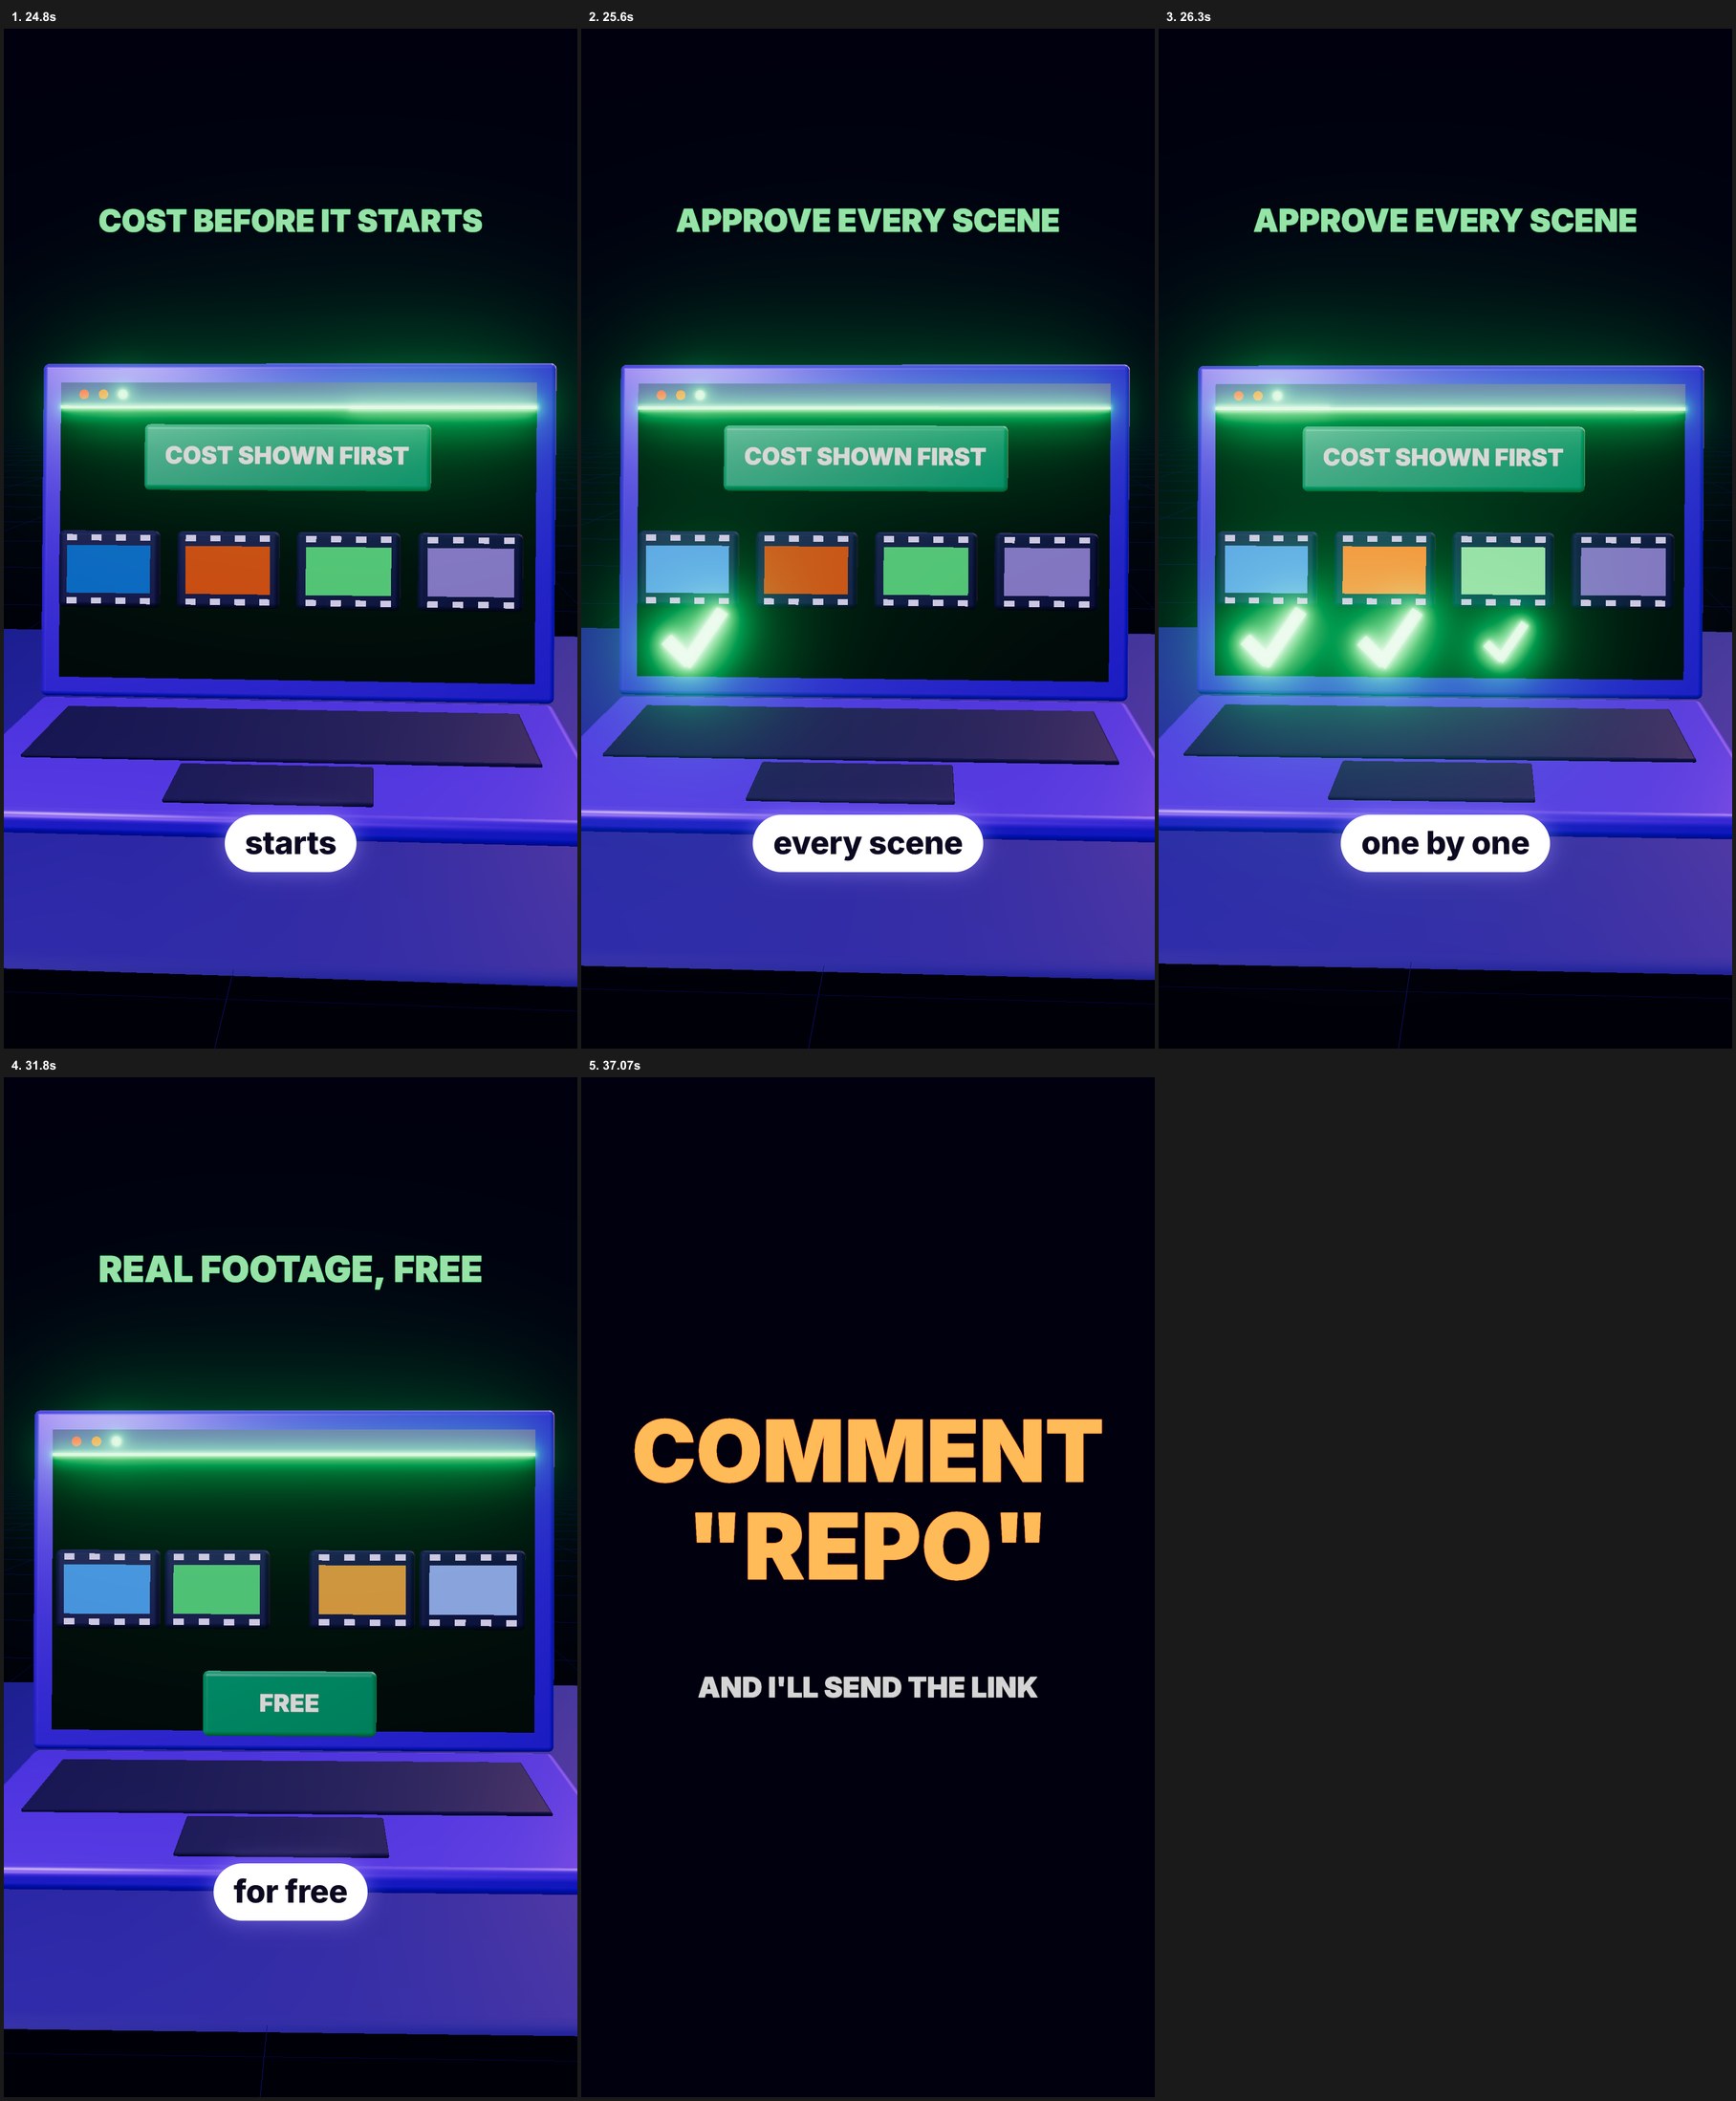 1. 24.8s
COST BEFORE IT STARTS
COST SHOWN FIRST
starts
2. 25.6s
APPROVE EVERY SCENE
COST SHOWN FIRST
every scene
3. 26.3s
APPROVE EVERY SCENE
COST SHOWN FIRST
one by one
4. 31.8s
REAL FOOTAGE, FREE
FREE
for free
5. 37.07s
COMMENT
"REPO"
AND I'LL SEND THE LINK